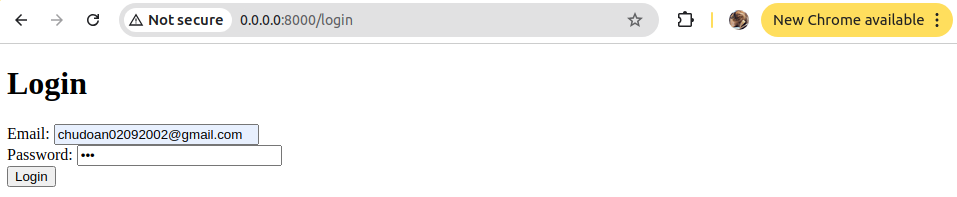 Not secure 0.0.0.0:8000/login New Chrome available
Login
Email: chudoan02092002@gmail.com
Password: •••
Login